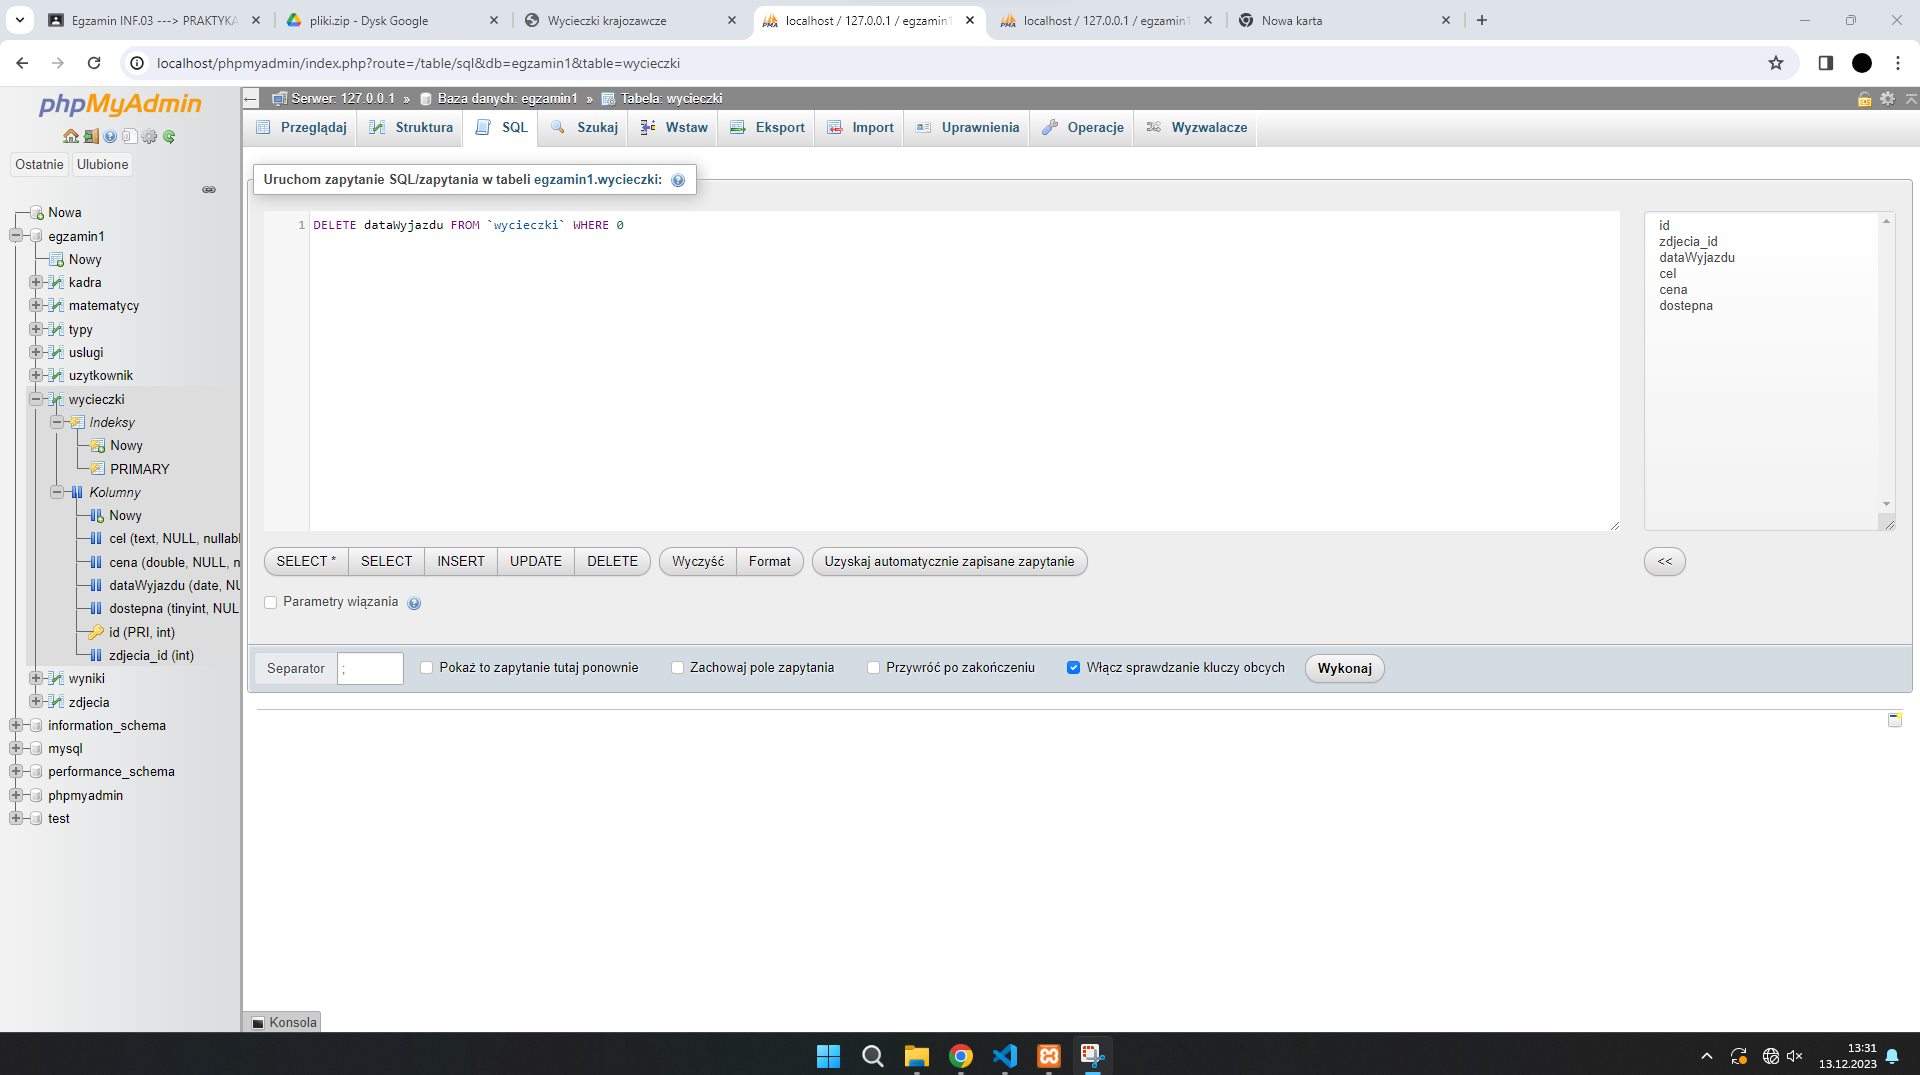 Egzamin INF.03 ---> PRAKTYKA
pliki.zip - Dysk Google
Wycieczki krajozawcze
localhost / 127.0.0.1 / egzamin1
localhost / 127.0.0.1 / egzamin1
Nowa karta
localhost/phpmyadmin/index.php?route=/table/sql&db=egzamin1&table=wycieczki
phpMyAdmin
Ostatnie
Ulubione
Nowa
egzamin1
Nowy
kadra
matematycy
typy
uslugi
uzytkownik
wycieczki
Indeksy
Nowy
PRIMARY
Kolumny
Nowy
cel (text, NULL, nullabl
cena (double, NULL, n
dataWyjazdu (date, NU
dostepna (tinyint, NUL
id (PRI, int)
zdjecia_id (int)
wyniki
zdjecia
information_schema
mysql
performance_schema
phpmyadmin
test
Serwer: 127.0.0.1 » Baza danych: egzamin1 » Tabela: wycieczki
Przeglądaj
Struktura
SQL
Szukaj
Wstaw
Eksport
Import
Uprawnienia
Operacje
Wyzwalacze
Uruchom zapytanie SQL/zapytania w tabeli egzamin1.wycieczki:
1 DELETE dataWyjazdu FROM `wycieczki` WHERE 0
id
zdjecia_id
dataWyjazdu
cel
cena
dostepna
SELECT *
SELECT
INSERT
UPDATE
DELETE
Wyczyść
Format
Uzyskaj automatycznie zapisane zapytanie
<<
Parametry wiązania
Separator
;
Pokaż to zapytanie tutaj ponownie
Zachowaj pole zapytania
Przywróć po zakończeniu
Włącz sprawdzanie kluczy obcych
Wykonaj
Konsola
13:31
13.12.2023